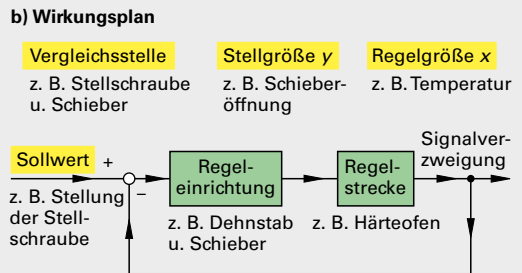 b) Wirkungsplan
Vergleichsstelle
z. B. Stellschraube
u. Schieber
Stellgröße y
z. B. Schieber-
öffnung
Regelgröße x
z. B. Temperatur
Sollwert
+
–
z. B. Stellung
der Stell-
schraube
Regel-
einrichtung
z. B. Dehnstab
u. Schieber
Regel-
strecke
z. B. Härteofen
Signalver-
zweigung